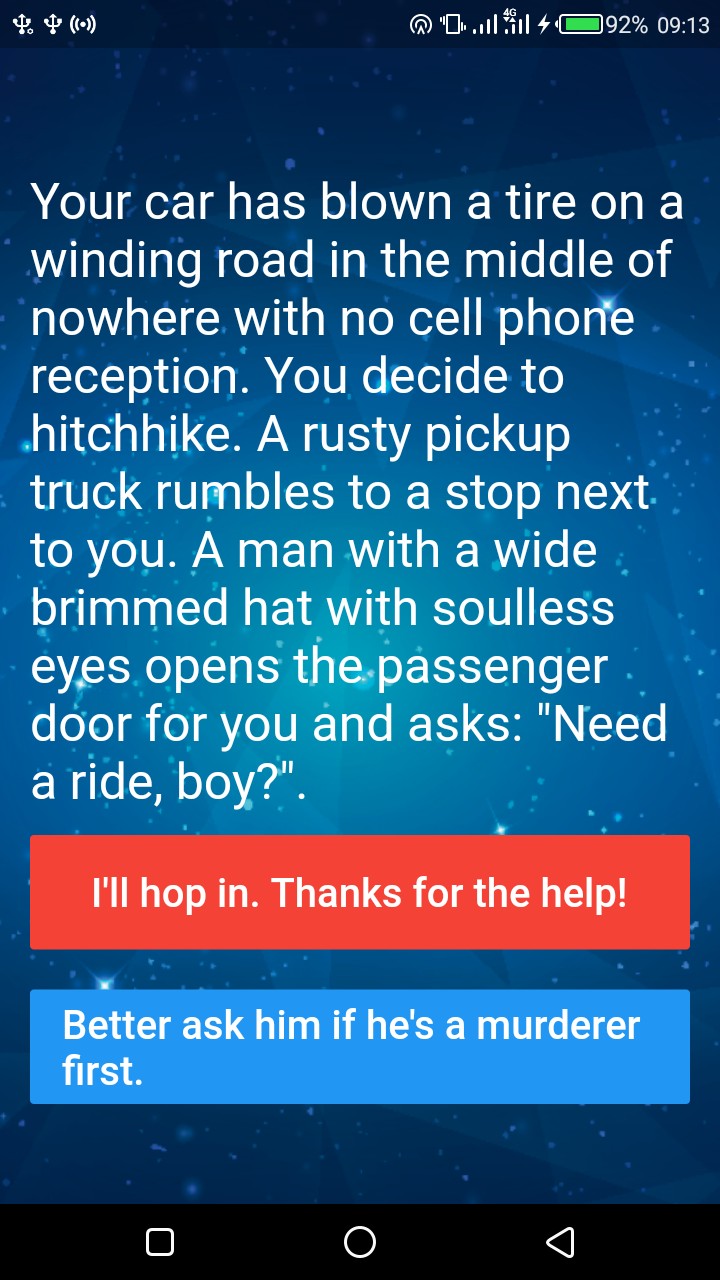 4G 92% 09:13
Your car has blown a tire on a
winding road in the middle of
nowhere with no cell phone
reception. You decide to
hitchhike. A rusty pickup
truck rumbles to a stop next
to you. A man with a wide
brimmed hat with soulless
eyes opens the passenger
door for you and asks: "Need
a ride, boy?".
I'll hop in. Thanks for the help!
Better ask him if he's a murderer
first.